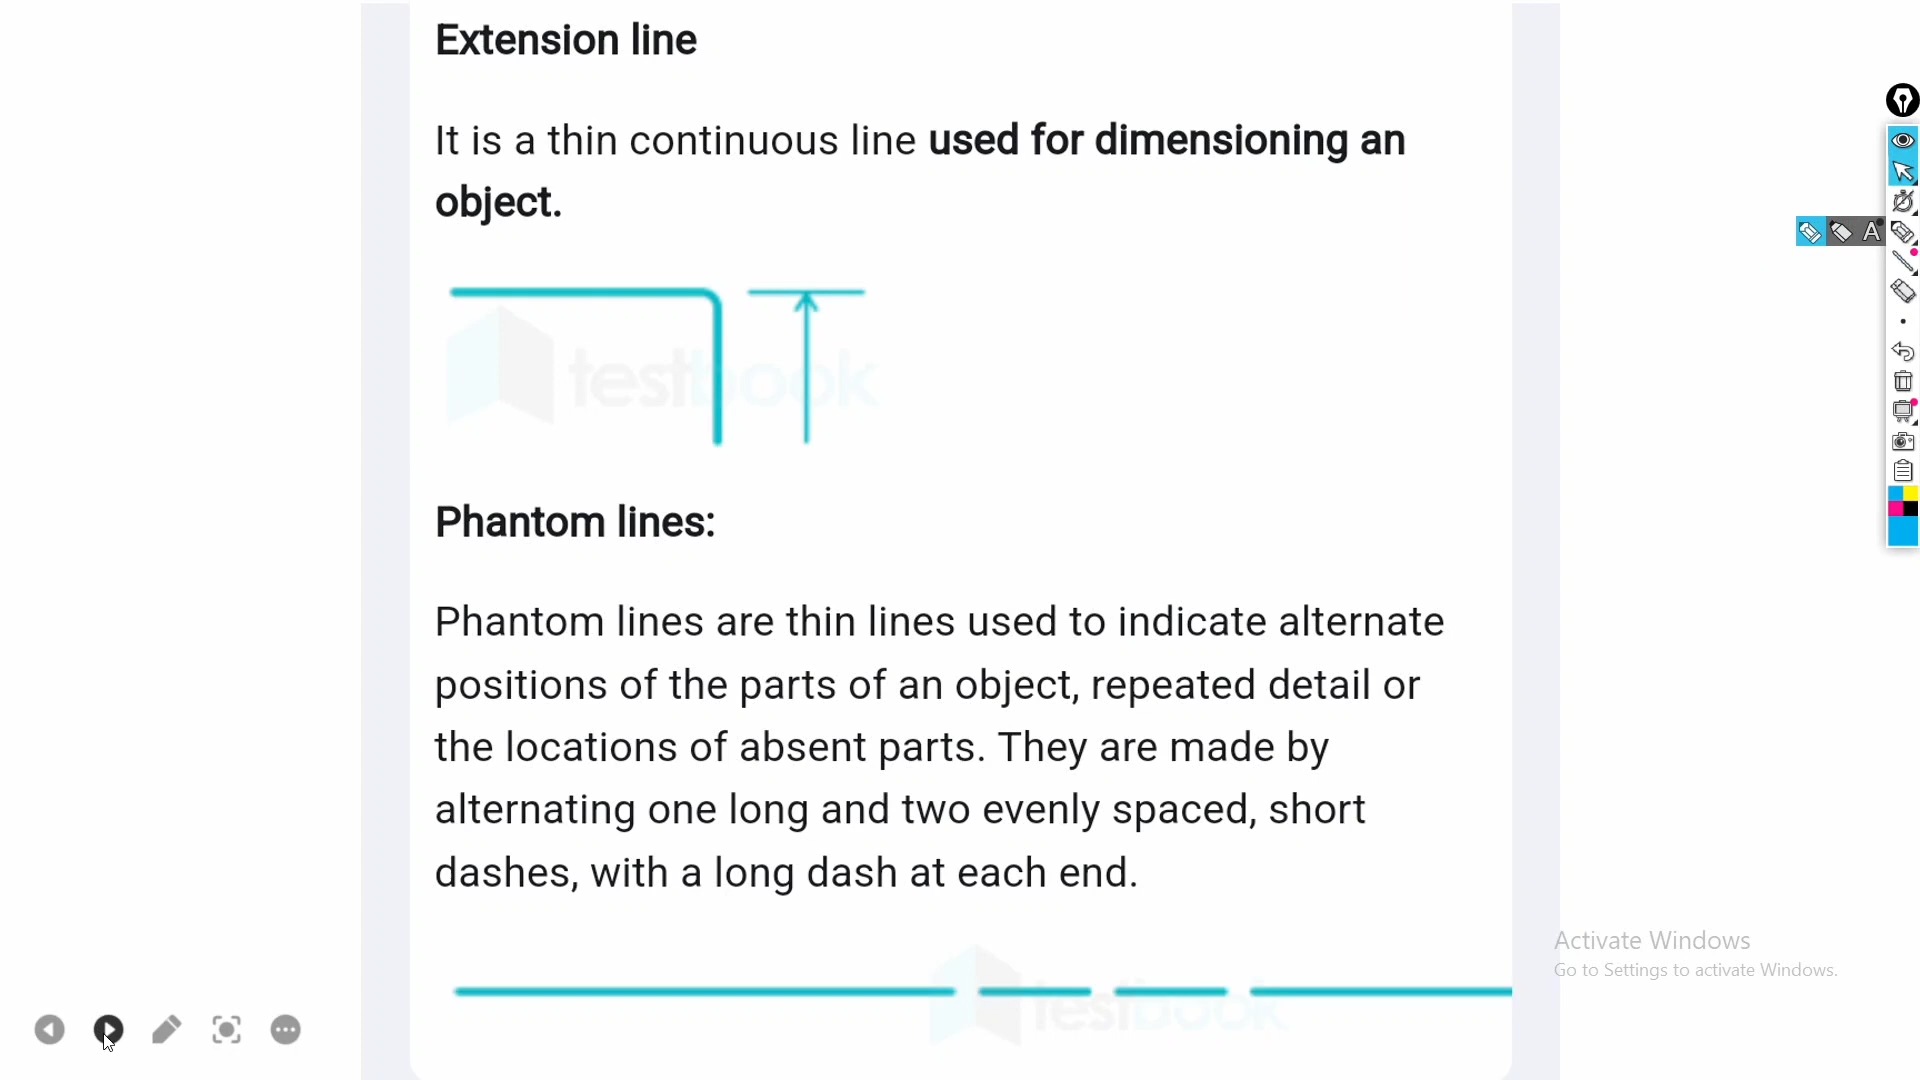 Extension line
It is a thin continuous line used for dimensioning an
object.
testbook
Phantom lines:
Phantom lines are thin lines used to indicate alternate
positions of the parts of an object, repeated detail or
the locations of absent parts. They are made by
alternating one long and two evenly spaced, short
dashes, with a long dash at each end.
testbook
A
Activate Windows
Go to Settings to activate Windows.